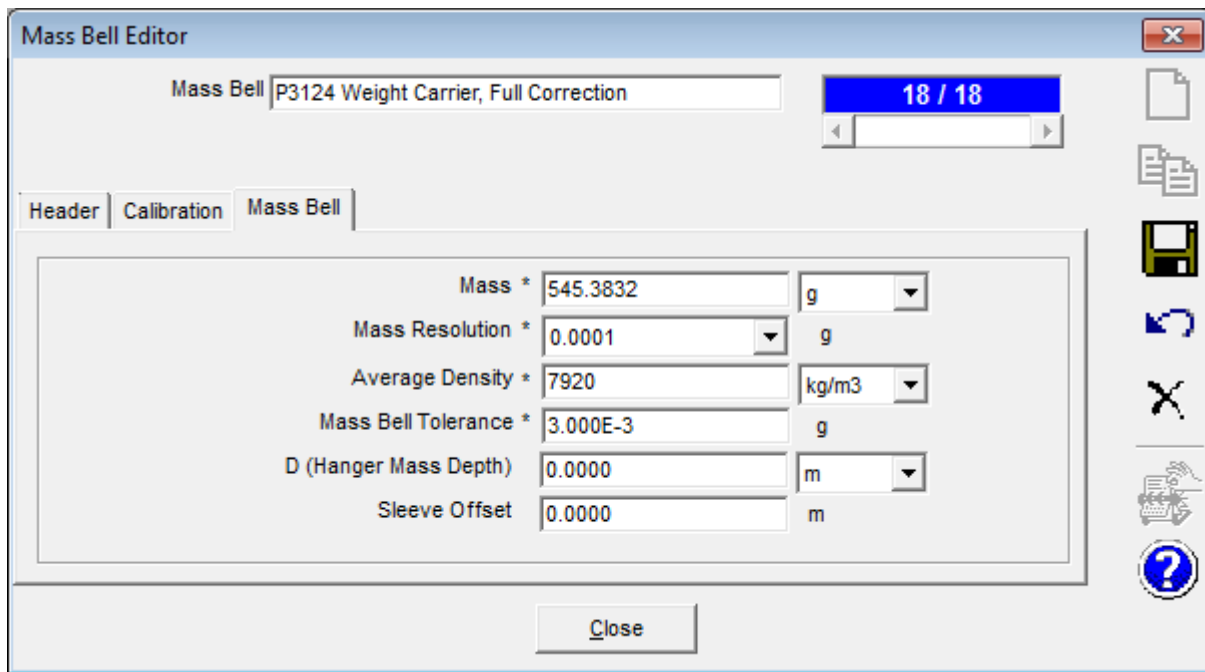 Mass Bell Editor
Mass Bell P3124 Weight Carrier, Full Correction
18 / 18
Header Calibration Mass Bell
Mass * 545.3832 g
Mass Resolution * 0.0001 g
Average Density * 7920 kg/m3
Mass Bell Tolerance * 3.000E-3 g
D (Hanger Mass Depth) 0.0000 m
Sleeve Offset 0.0000 m
Close